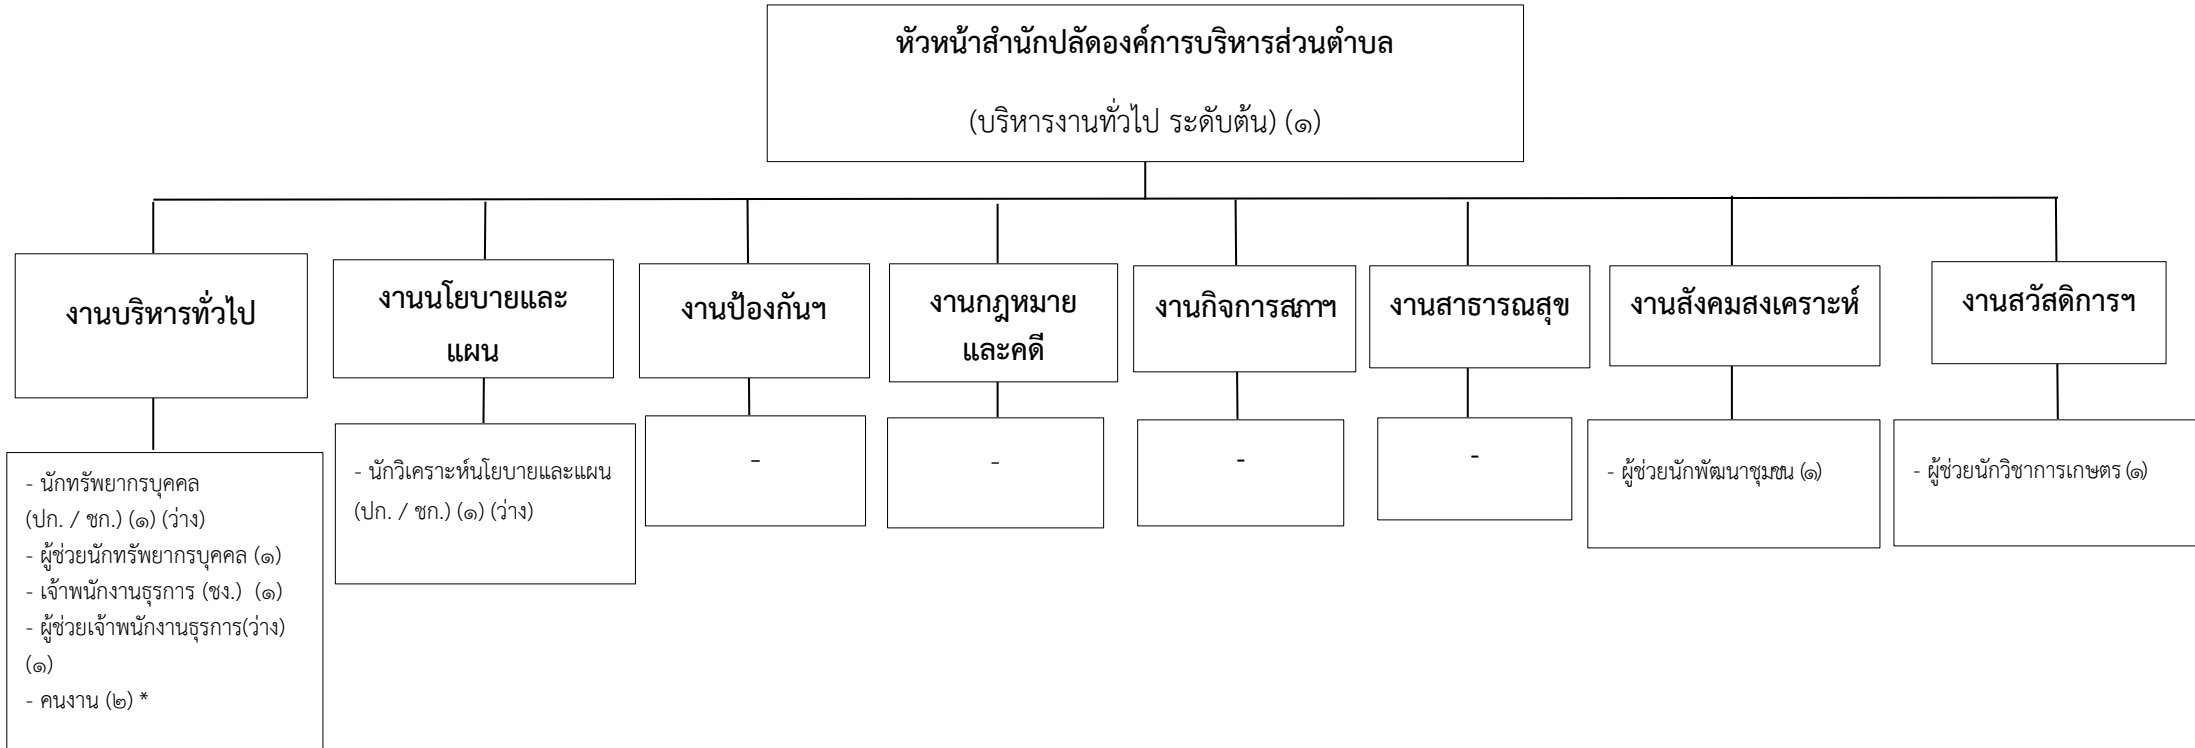 หัวหน้าสำนักปลัดองค์การบริหารส่วนตำบล
(บริหารงานทั่วไป ระดับต้น) (๑)
งานบริหารทั่วไป
งานนโยบายและ
แผน
งานป้องกันฯ
งานกฎหมาย
และคดี
งานกิจการสภาฯ
งานสาธารณสุข
งานสังคมสงเคราะห์
งานสวัสดิการฯ
- นักทรัพยากรบุคคล
(ปก. / ชก.) (๑) (ว่าง)
- ผู้ช่วยนักทรัพยากรบุคคล (๑)
- เจ้าพนักงานธุรการ (ชง.) (๑)
- ผู้ช่วยเจ้าพนักงานธุรการ(ว่าง)
(๑)
- คนงาน (๒) *
- นักวิเคราะห์นโยบายและแผน
(ปก. / ชก.) (๑) (ว่าง)
-
-
-
-
- ผู้ช่วยนักพัฒนาชุมชน (๑)
- ผู้ช่วยนักวิชาการเกษตร (๑)